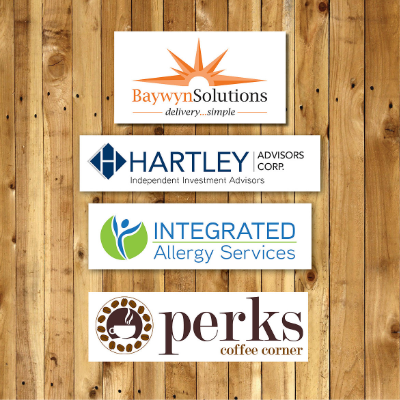 BaywynSolutions
delivery...simple
HARTLEY ADVISORS CORP.
Independent Investment Advisors
INTEGRATED
Allergy Services
perks
coffee corner